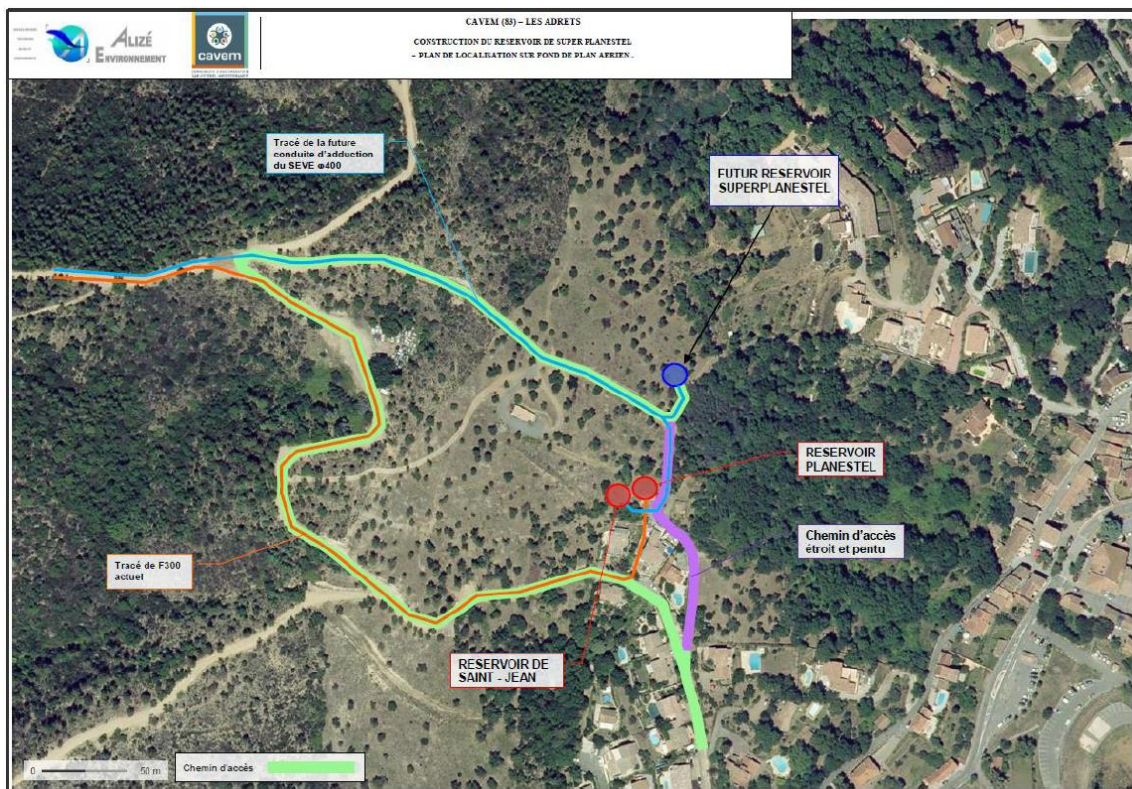 ALIZÉ
ENVIRONNEMENT
cavem
CAVEM (83) – LES ADRETS
CONSTRUCTION DU RESERVOIR DE SUPER PLANESTEL
– PLAN DE LOCALISATION SUR FOND DE PLAN AERIEN .
Tracé de la future
conduite d'adduction
du SEVE φ400
FUTUR RESERVOIR
SUPERPLANESTEL
RESERVOIR
PLANESTEL
Chemin d'accès
étroit et pentu
Tracé de F300
actuel
RESERVOIR DE
SAINT - JEAN
0 50 m
Chemin d'accès